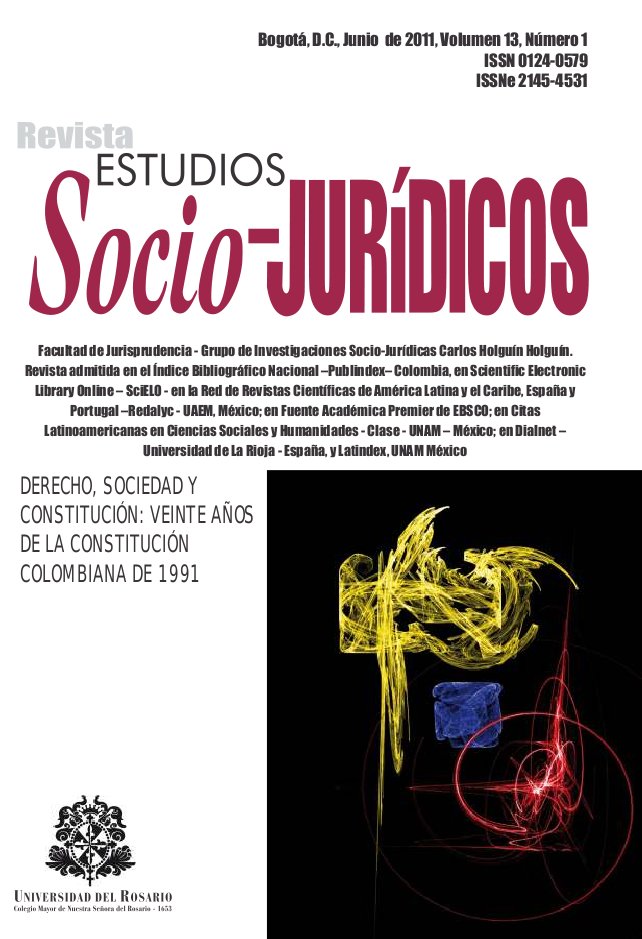 Bogotá, D.C., Junio de 2011, Volumen 13, Número 1
ISSN 0124-0579
ISSNe 2145-4531
Revista
ESTUDIOS
Socio-JURÍDICOS
Facultad de Jurisprudencia - Grupo de Investigaciones Socio-Jurídicas Carlos Holguín Holguín.
Revista admitida en el Índice Bibliográfico Nacional –Publindex– Colombia, en Scientific Electronic
Library Online – SciELO - en la Red de Revistas Científicas de América Latina y el Caribe, España y
Portugal –Redalyc - UAEM, México; en Fuente Académica Premier de EBSCO; en Citas
Latinoamericanas en Ciencias Sociales y Humanidades - Clase - UNAM – México; en Dialnet –
Universidad de La Rioja - España, y Latindex, UNAM México
DERECHO, SOCIEDAD Y
CONSTITUCIÓN: VEINTE AÑOS
DE LA CONSTITUCIÓN
COLOMBIANA DE 1991
UNIVERSIDAD DEL ROSARIO
Colegio Mayor de Nuestra Señora del Rosario - 1653